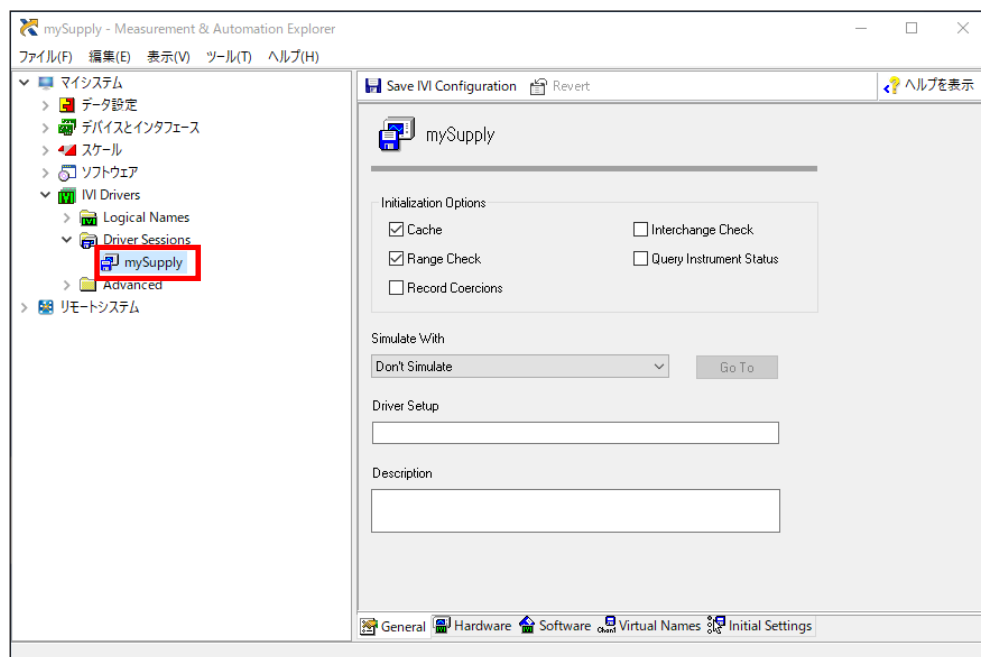 mySupply - Measurement & Automation Explorer
ファイル(F) 編集(E) 表示(V) ツール(T) ヘルプ(H)
マイシステム
データ設定
デバイスとインタフェース
スケール
ソフトウェア
IVI Drivers
Logical Names
Driver Sessions
mySupply
Advanced
リモートシステム
Save IVI Configuration Revert
ヘルプを表示
mySupply
Initialization Options
Cache Interchange Check
Range Check Query Instrument Status
Record Coercions
Simulate With
Don't Simulate Go To
Driver Setup
Description
General Hardware Software Virtual Names Initial Settings